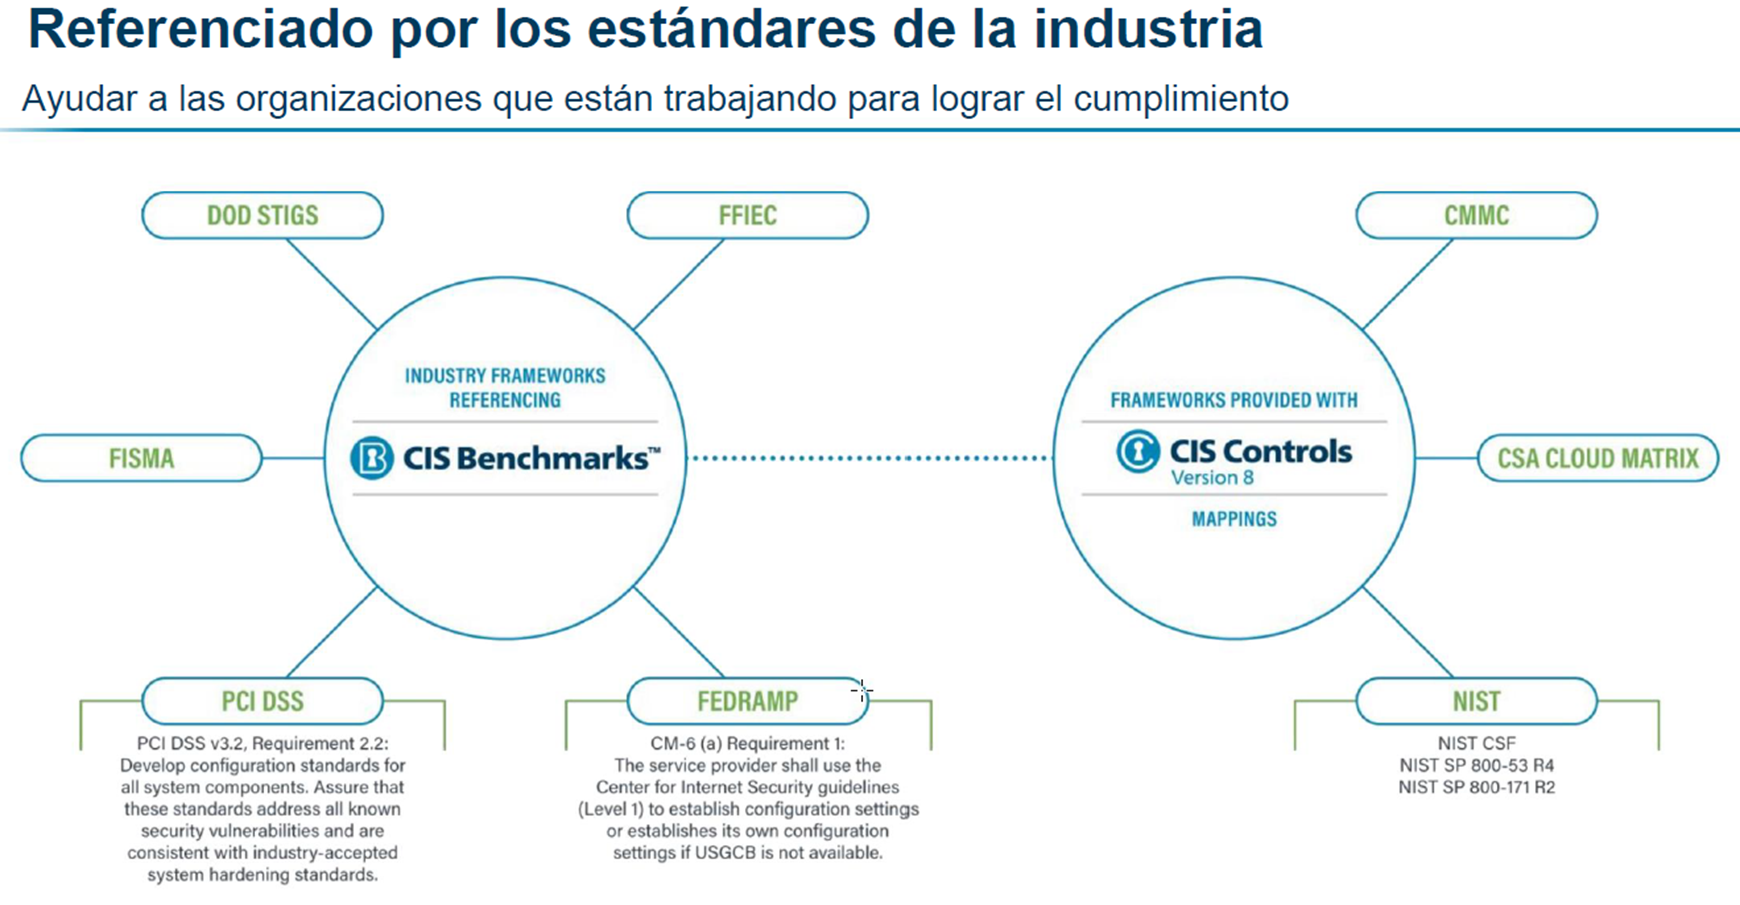 Referenciado por los estándares de la industria
Ayudar a las organizaciones que están trabajando para lograr el cumplimiento
DOD STIGS
FFIEC
CMMC
INDUSTRY FRAMEWORKS
REFERENCING
CIS Benchmarks™
FISMA
FRAMEWORKS PROVIDED WITH
CIS Controls
Version 8
MAPPINGS
CSA CLOUD MATRIX
PCI DSS
PCI DSS v3.2, Requirement 2.2:
Develop configuration standards for
all system components. Assure that
these standards address all known
security vulnerabilities and are
consistent with industry-accepted
system hardening standards.
FEDRAMP
CM-6 (a) Requirement 1:
The service provider shall use the
Center for Internet Security guidelines
(Level 1) to establish configuration settings
or establishes its own configuration
settings if USGCB is not available.
NIST
NIST CSF
NIST SP 800-53 R4
NIST SP 800-171 R2